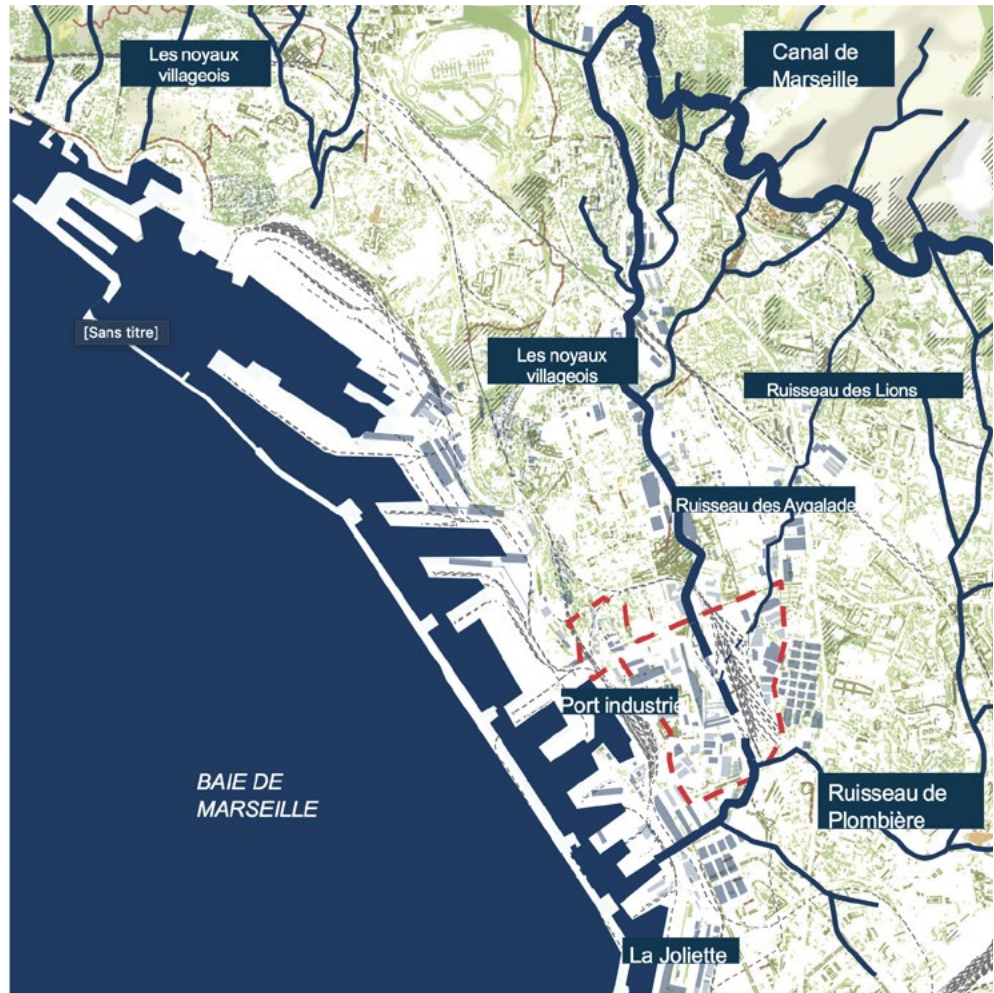 Les noyaux
villageois
Canal de
Marseille
[Sans titre]
Les noyaux
villageois
Ruisseau des Lions
Ruisseau des Aygalade
Port industrie
BAIE DE
MARSEILLE
Ruisseau de
Plombière
La Joliette